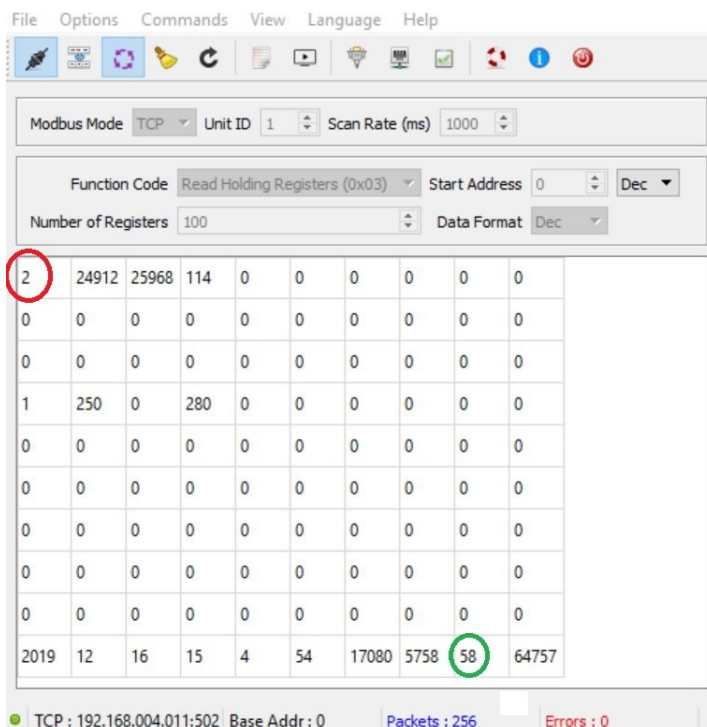 File Options Commands View Language Help
Modbus Mode TCP Unit ID 1 Scan Rate (ms) 1000
Function Code Read Holding Registers (0x03) Start Address 0 Dec
Number of Registers 100 Data Format Dec
2 24912 25968 114 0 0 0 0 0 0
0 0 0 0 0 0 0 0 0 0
0 0 0 0 0 0 0 0 0 0
1 250 0 280 0 0 0 0 0 0
0 0 0 0 0 0 0 0 0 0
0 0 0 0 0 0 0 0 0 0
0 0 0 0 0 0 0 0 0 0
0 0 0 0 0 0 0 0 0 0
0 0 0 0 0 0 0 0 0 0
2019 12 16 15 4 54 17080 5758 58 64757
TCP : 192.168.004.011:502 Base Addr : 0 Packets : 256 Errors : 0